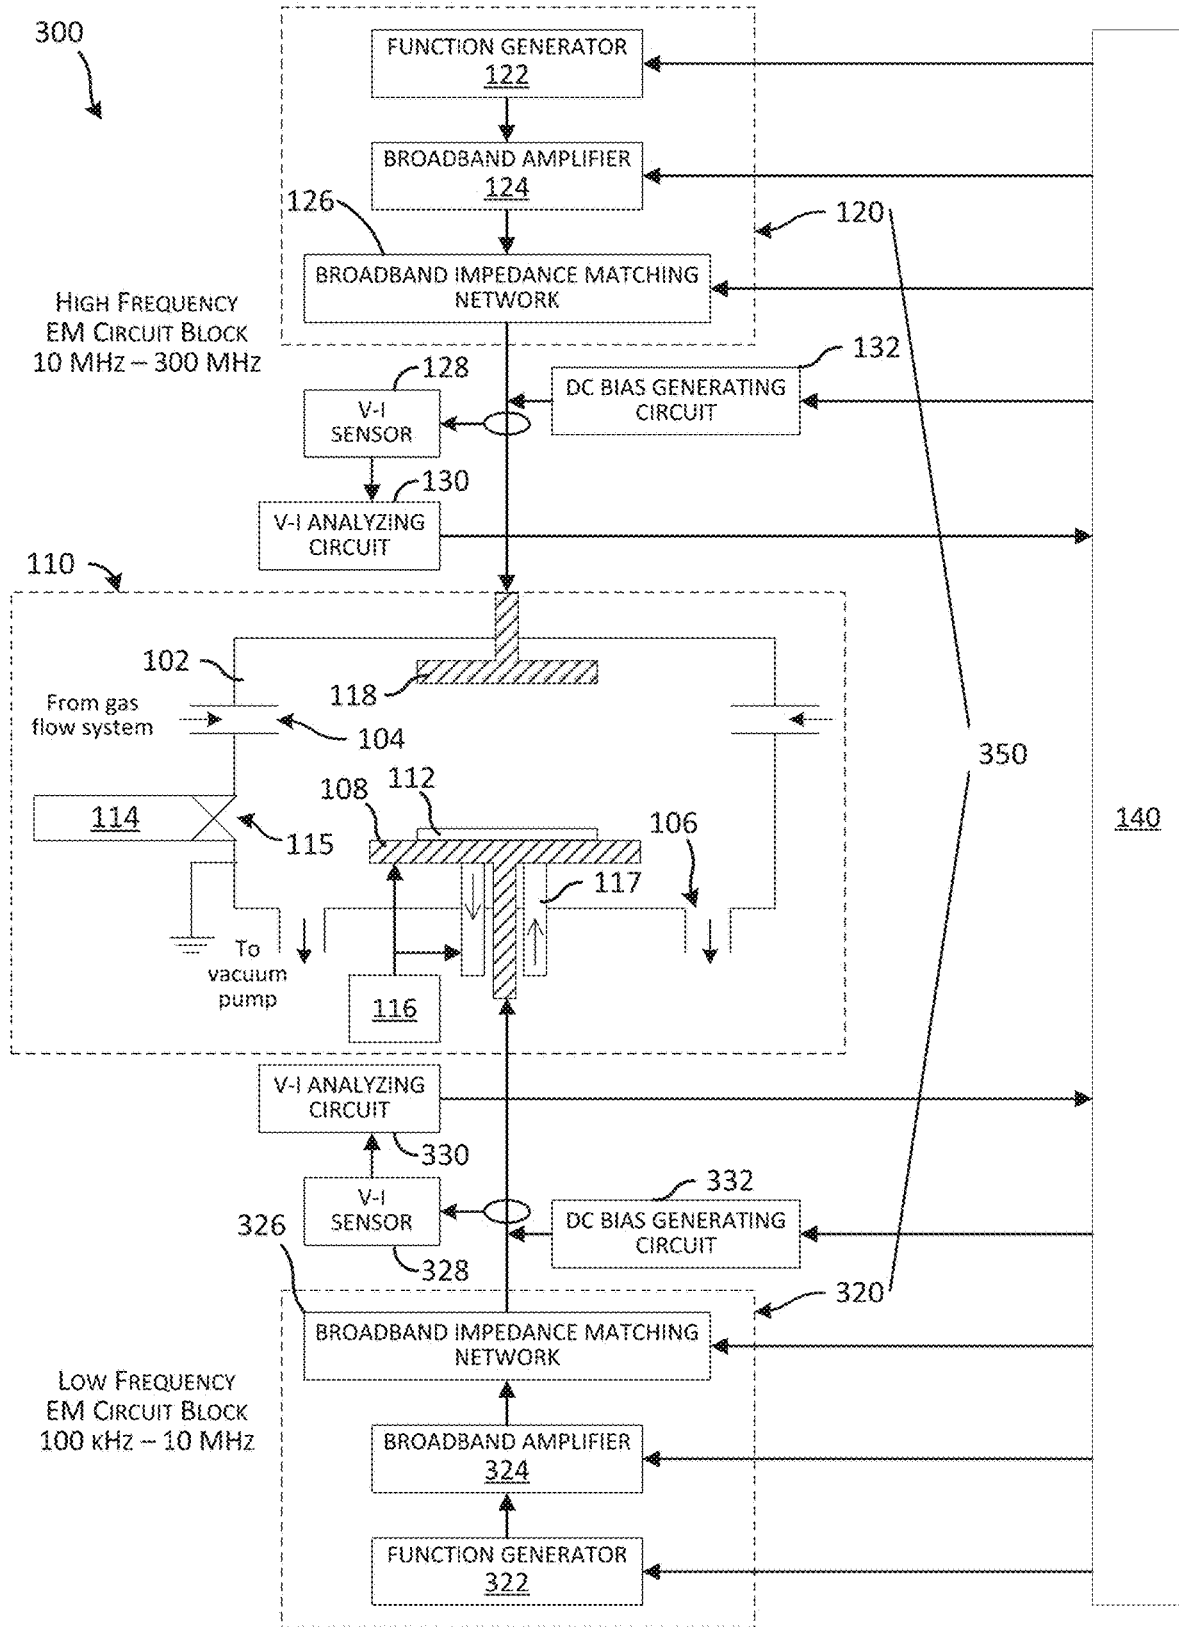 300
FUNCTION GENERATOR
122
BROADBAND AMPLIFIER
124
126
120
BROADBAND IMPEDANCE MATCHING
NETWORK
HIGH FREQUENCY
EM CIRCUIT BLOCK
10 MHZ – 300 MHZ
128
132
V-I
SENSOR
DC BIAS GENERATING
CIRCUIT
130
V-I ANALYZING
CIRCUIT
110
102
118
From gas
flow system
104
350
112
108
114
115
106
140
117
To
vacuum
pump
116
V-I ANALYZING
CIRCUIT
330
332
V-I
SENSOR
DC BIAS GENERATING
CIRCUIT
326
328
320
BROADBAND IMPEDANCE MATCHING
NETWORK
LOW FREQUENCY
EM CIRCUIT BLOCK
100 KHZ – 10 MHZ
BROADBAND AMPLIFIER
324
FUNCTION GENERATOR
322